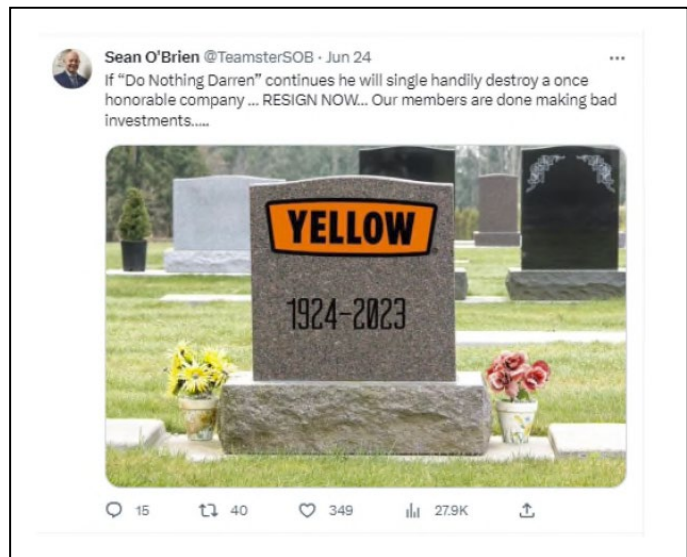 Sean O'Brien @TeamsterSOB · Jun 24
If “Do Nothing Darren” continues he will single handily destroy a once
honorable company ... RESIGN NOW... Our members are done making bad
investments.....
YELLOW
1924-2023
15 40 349 27.9K